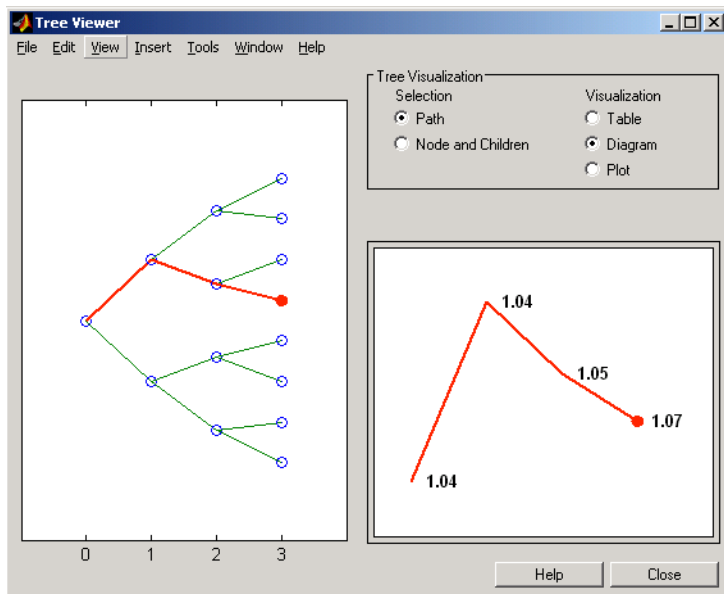 Tree Viewer
File Edit View Insert Tools Window Help
Tree Visualization
Selection Visualization
Path Table
Node and Children Diagram
Plot
1.04
1.05
1.07
1.04
0 1 2 3
Help Close